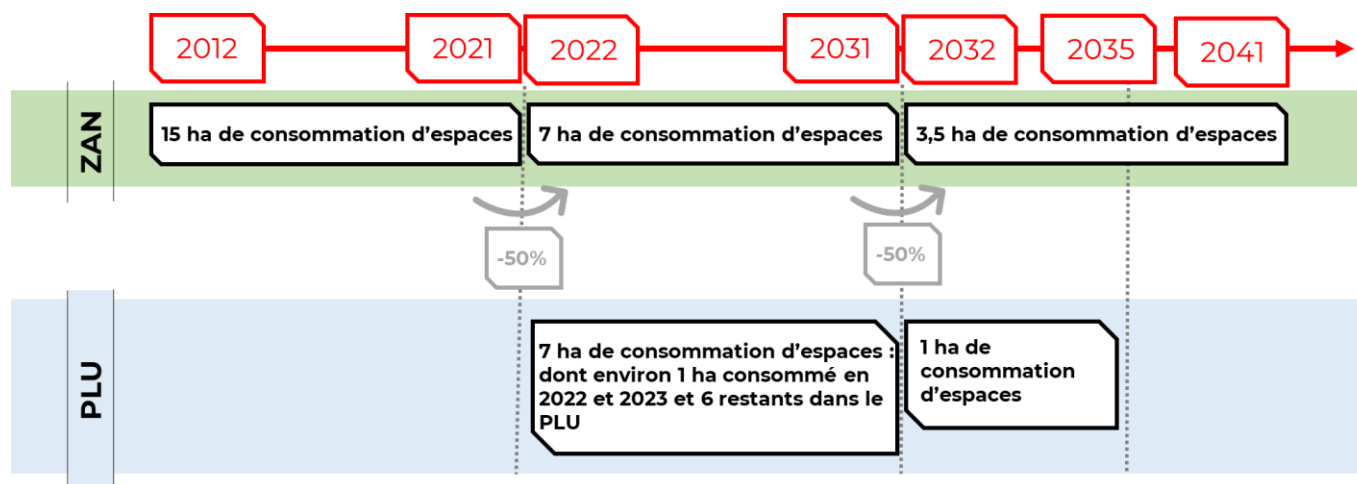 2012
2021
2022
2031
2032
2035
2041
ZAN
15 ha de consommation d’espaces
7 ha de consommation d’espaces
3,5 ha de consommation d’espaces
-50%
-50%
PLU
7 ha de consommation d’espaces :
dont environ 1 ha consommé en
2022 et 2023 et 6 restants dans le
PLU
1 ha de
consommation
d’espaces